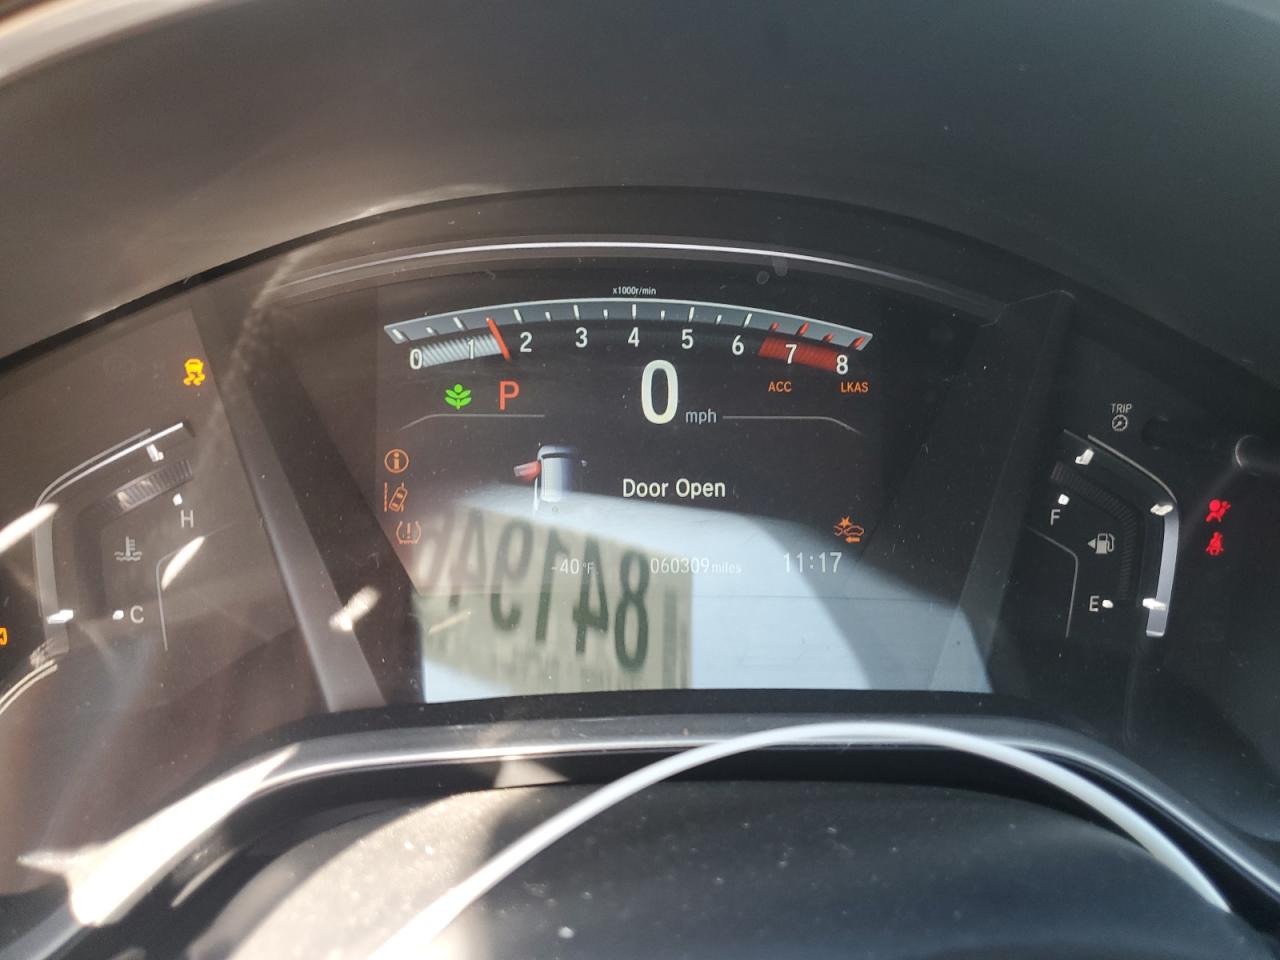 x1000r/min
0 1 2 3 4 5 6 7 8
P 0 mph ACC LKAS
TRIP
Door Open
H
F
-40°F 060309 miles 11:17
C
E
84194